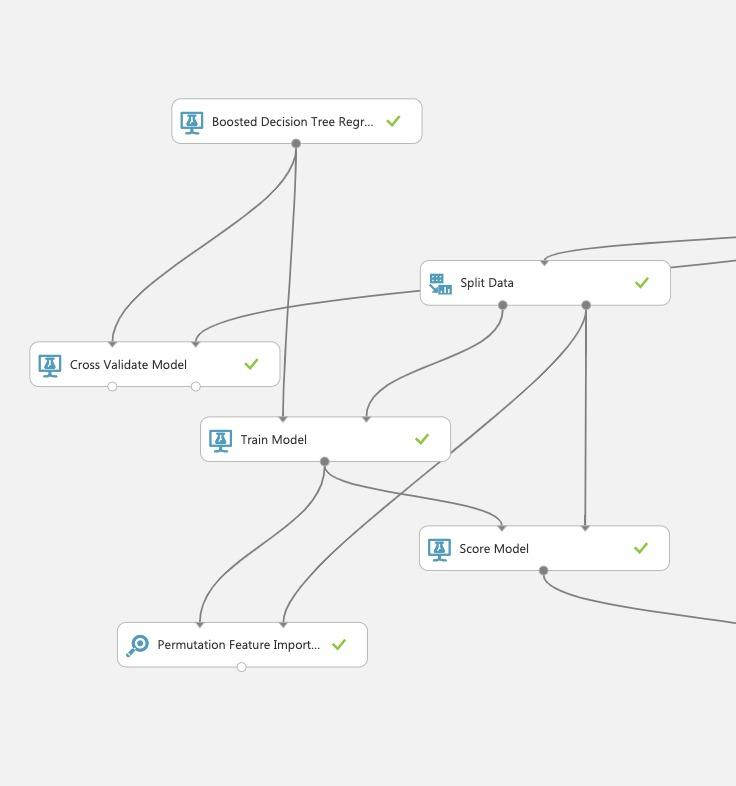 Boosted Decision Tree Regr...
Split Data
Cross Validate Model
Train Model
Score Model
Permutation Feature Import...